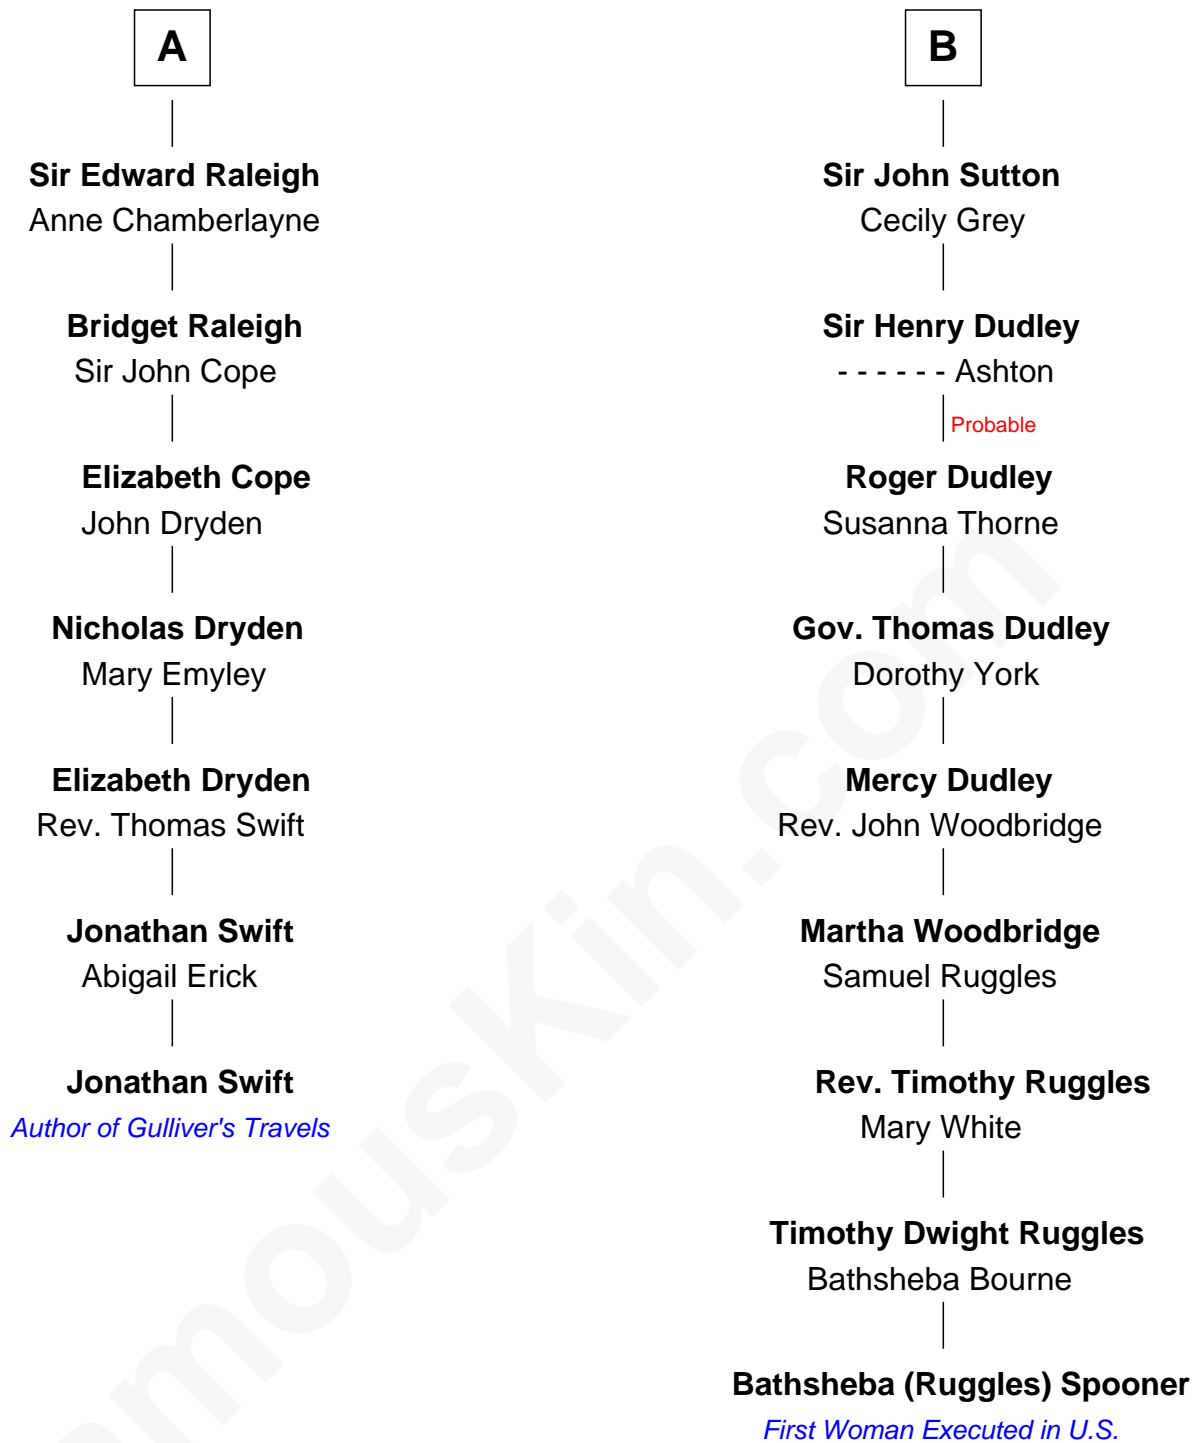 A
Sir Edward Raleigh
Anne Chamberlayne
Bridget Raleigh
Sir John Cope
Elizabeth Cope
John Dryden
Nicholas Dryden
Mary Emyley
Elizabeth Dryden
Rev. Thomas Swift
Jonathan Swift
Abigail Erick
Jonathan Swift
Author of Gulliver's Travels
B
Sir John Sutton
Cecily Grey
Sir Henry Dudley
- - - - - - Ashton
Probable
Roger Dudley
Susanna Thorne
Gov. Thomas Dudley
Dorothy York
Mercy Dudley
Rev. John Woodbridge
Martha Woodbridge
Samuel Ruggles
Rev. Timothy Ruggles
Mary White
Timothy Dwight Ruggles
Bathsheba Bourne
Bathsheba (Ruggles) Spooner
First Woman Executed in U.S.
amousKin.com